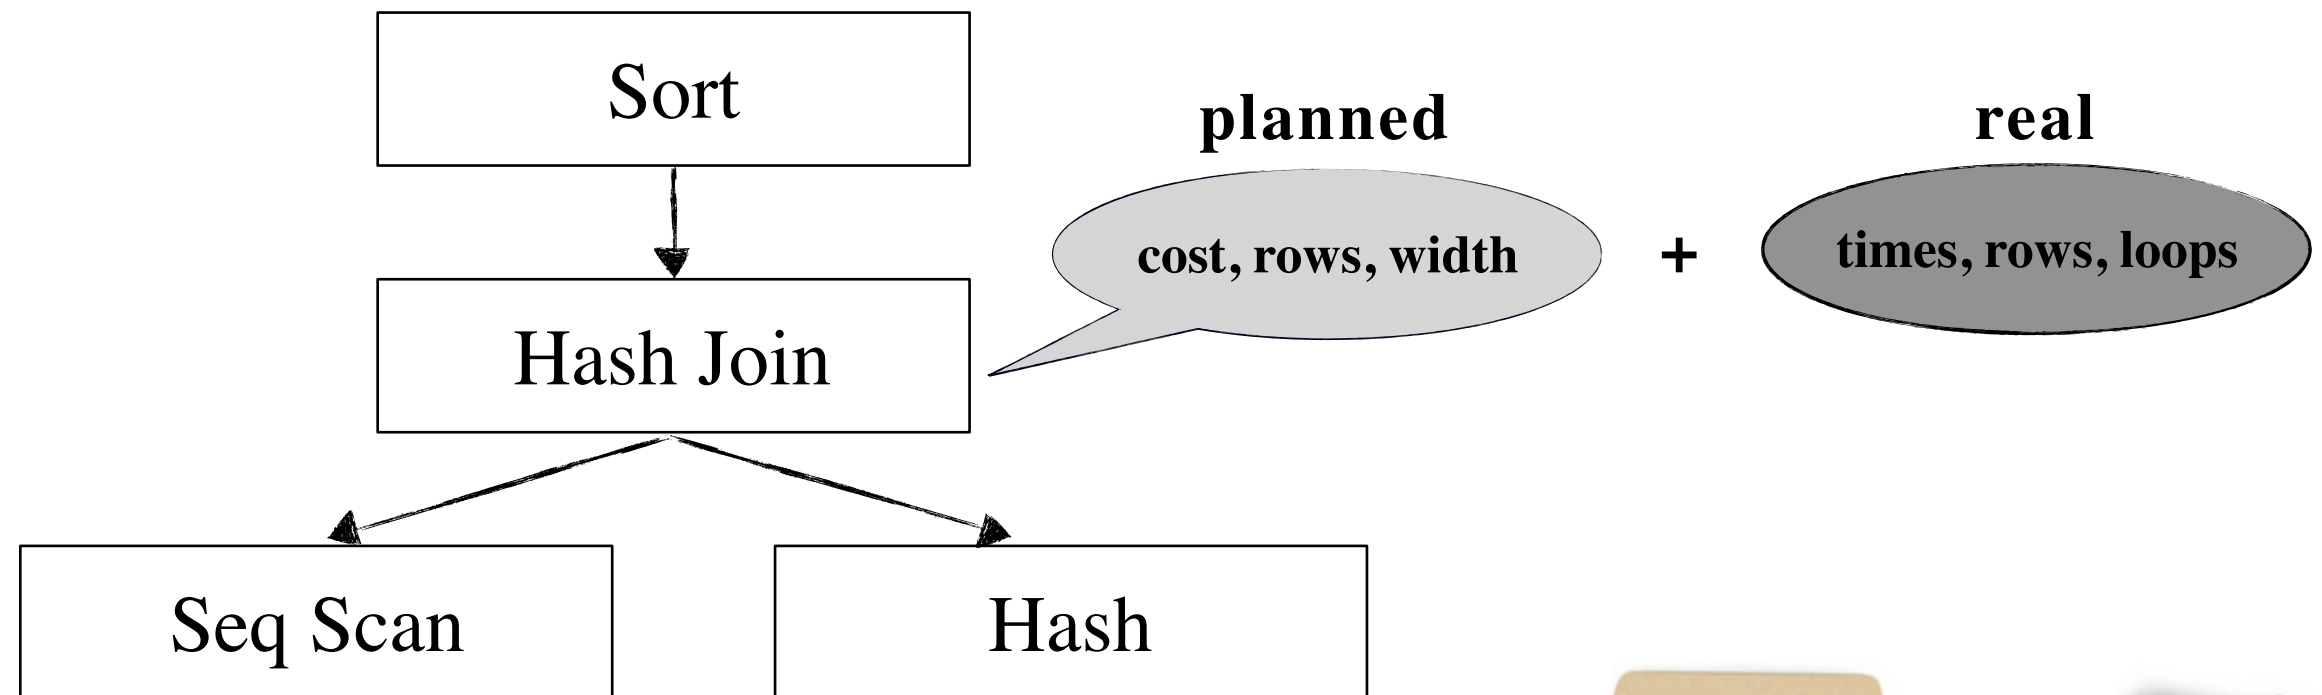 Sort
planned
real
cost, rows, width
+
times, rows, loops
Hash Join
Seq Scan
Hash